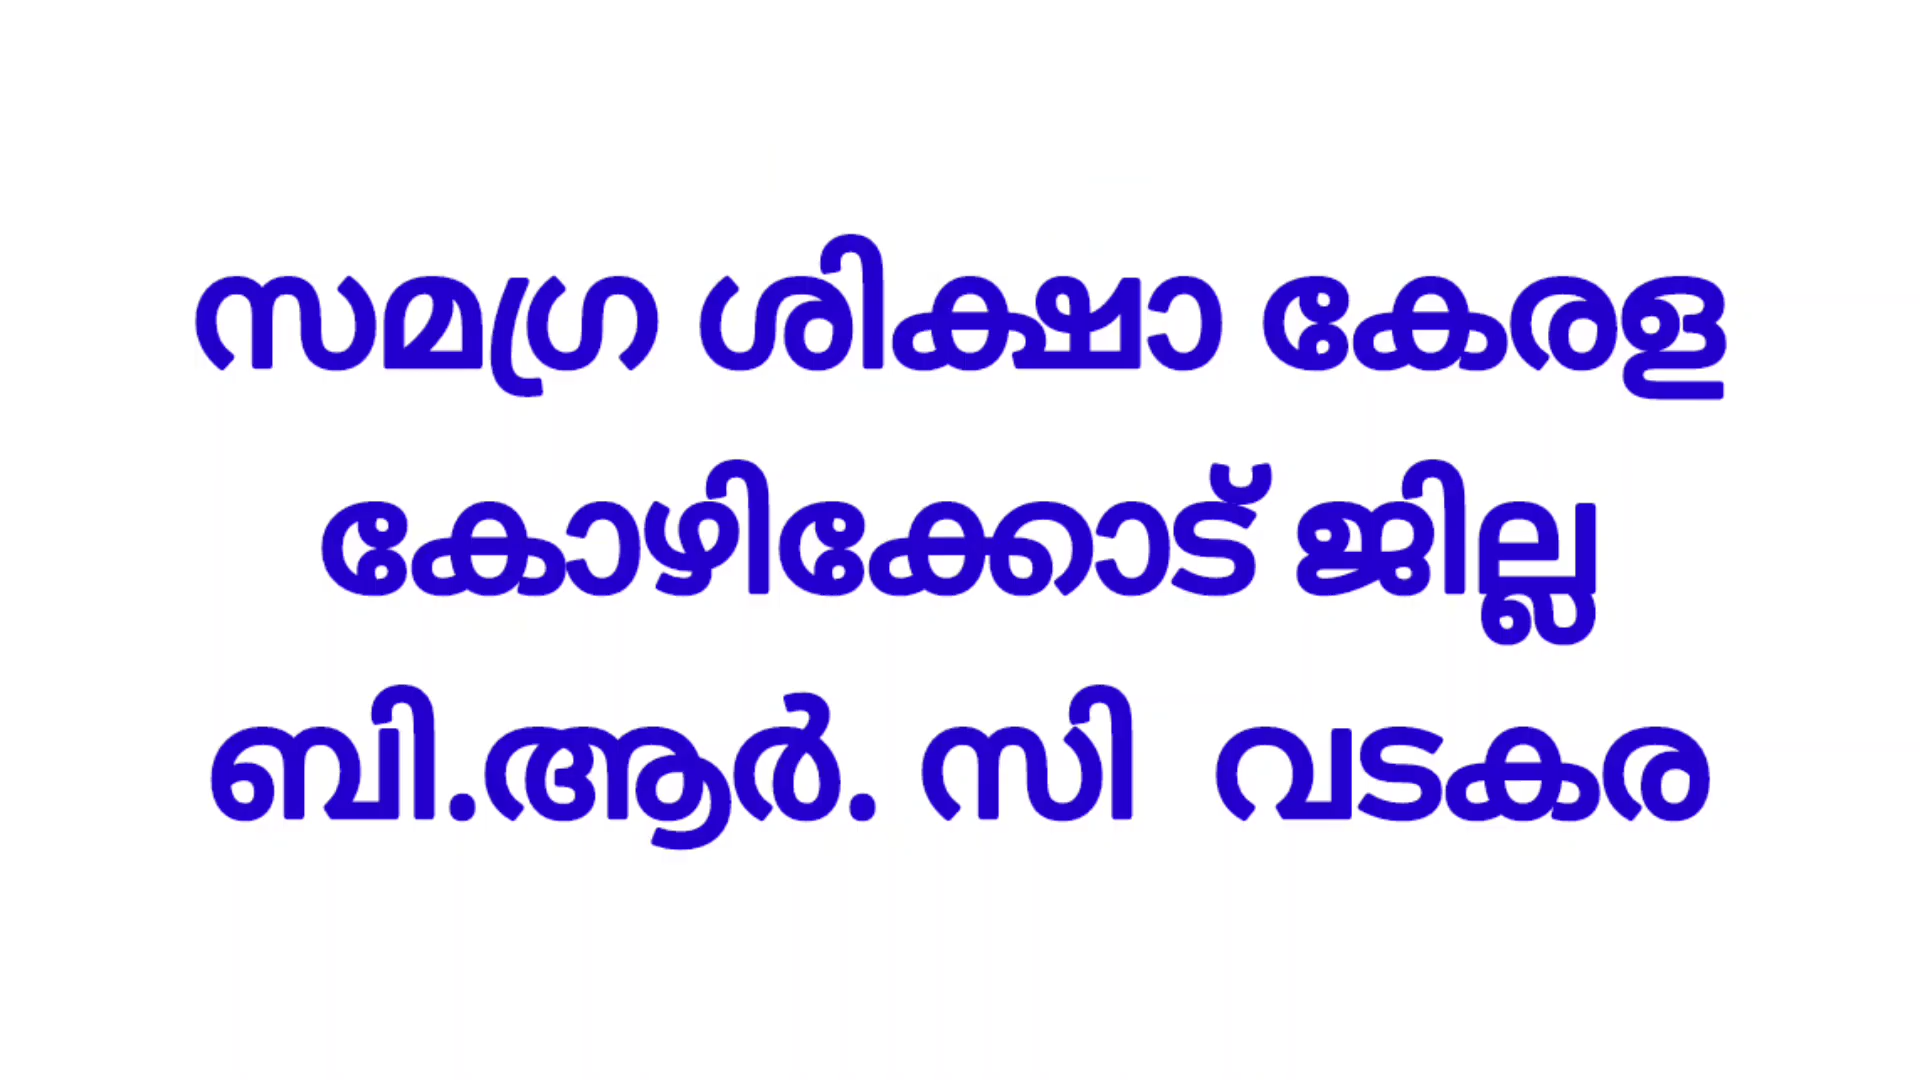 സമഗ്ര ശിക്ഷാ കേരള
കോഴിക്കോട് ജില്ല
ബി.ആർ. സി വടകര